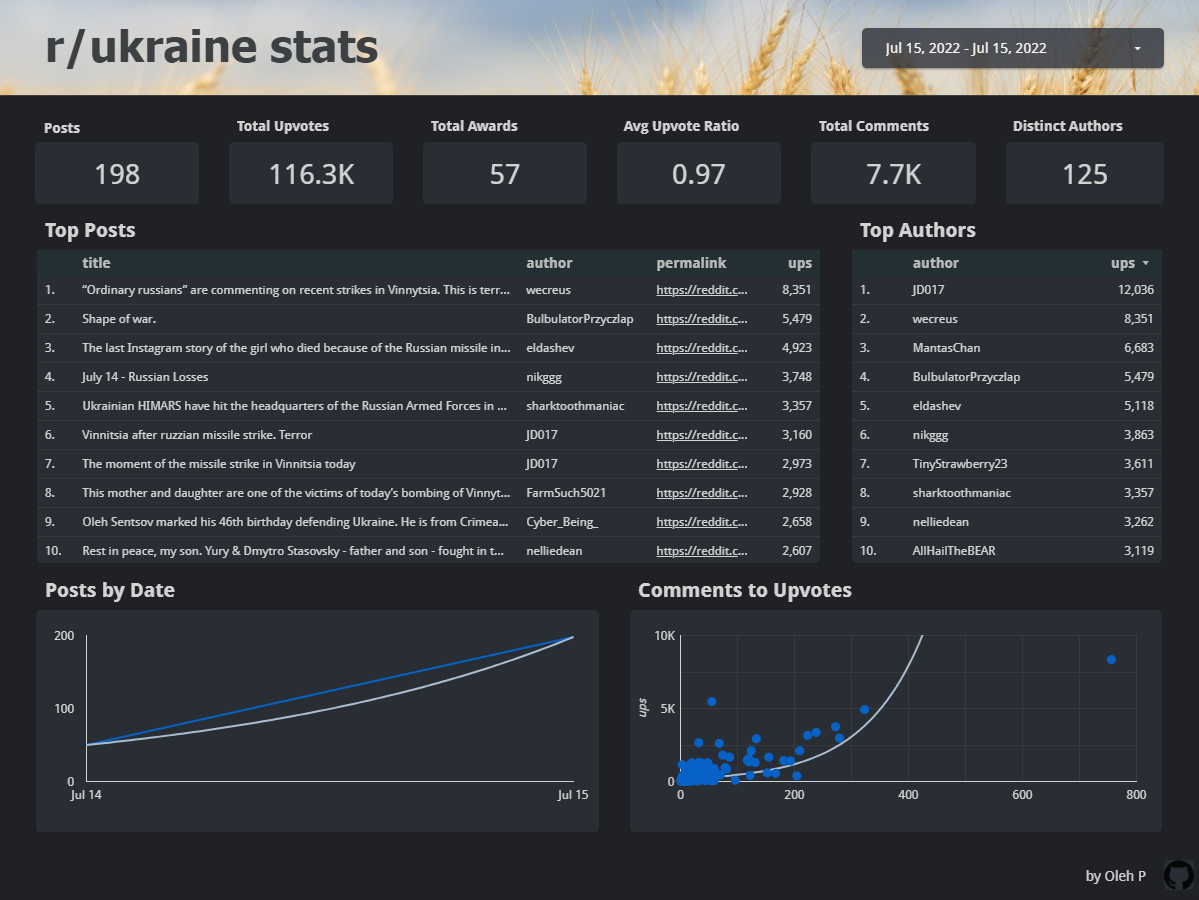 r/ukraine stats
Jul 15, 2022 - Jul 15, 2022
Posts Total Upvotes Total Awards Avg Upvote Ratio Total Comments Distinct Authors
198 116.3K 57 0.97 7.7K 125
Top Posts
title author permalink ups
1. “Ordinary russians” are commenting on recent strikes in Vinnytsia. This is terr... wecreus https://reddit.c... 8,351
2. Shape of war. BulbulatorPrzyczlap https://reddit.c... 5,479
3. The last Instagram story of the girl who died because of the Russian missile in... eldashev https://reddit.c... 4,923
4. July 14 - Russian Losses nikggg https://reddit.c... 3,748
5. Ukrainian HIMARS have hit the headquarters of the Russian Armed Forces in ... sharktoothmaniac https://reddit.c... 3,357
6. Vinnitsia after ruzzian missile strike. Terror JD017 https://reddit.c... 3,160
7. The moment of the missile strike in Vinnitsia today JD017 https://reddit.c... 2,973
8. This mother and daughter are one of the victims of today’s bombing of Vinnyt... FarmSuch5021 https://reddit.c... 2,928
9. Oleh Sentsov marked his 46th birthday defending Ukraine. He is from Crimea... Cyber_Being_ https://reddit.c... 2,658
10. Rest in peace, my son. Yury & Dmytro Stasovsky - father and son - fought in t... nelliedean https://reddit.c... 2,607
Top Authors
author ups
1. JD017 12,036
2. wecreus 8,351
3. MantasChan 6,683
4. BulbulatorPrzyczlap 5,479
5. eldashev 5,118
6. nikggg 3,863
7. TinyStrawberry23 3,611
8. sharktoothmaniac 3,357
9. nelliedean 3,262
10. AllHailTheBEAR 3,119
Posts by Date
200
100
0
Jul 14 Jul 15
Comments to Upvotes
10K
5K
0
ups
0 200 400 600 800
by Oleh P